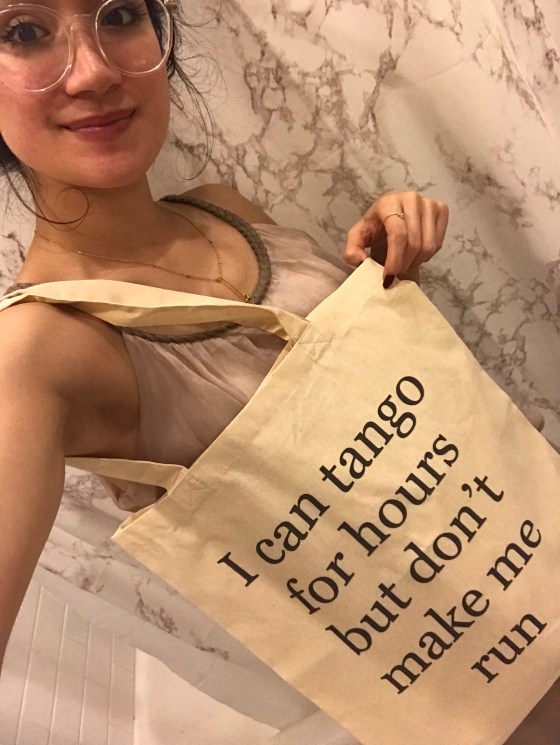 I can tango
for hours
but don't
make me
run